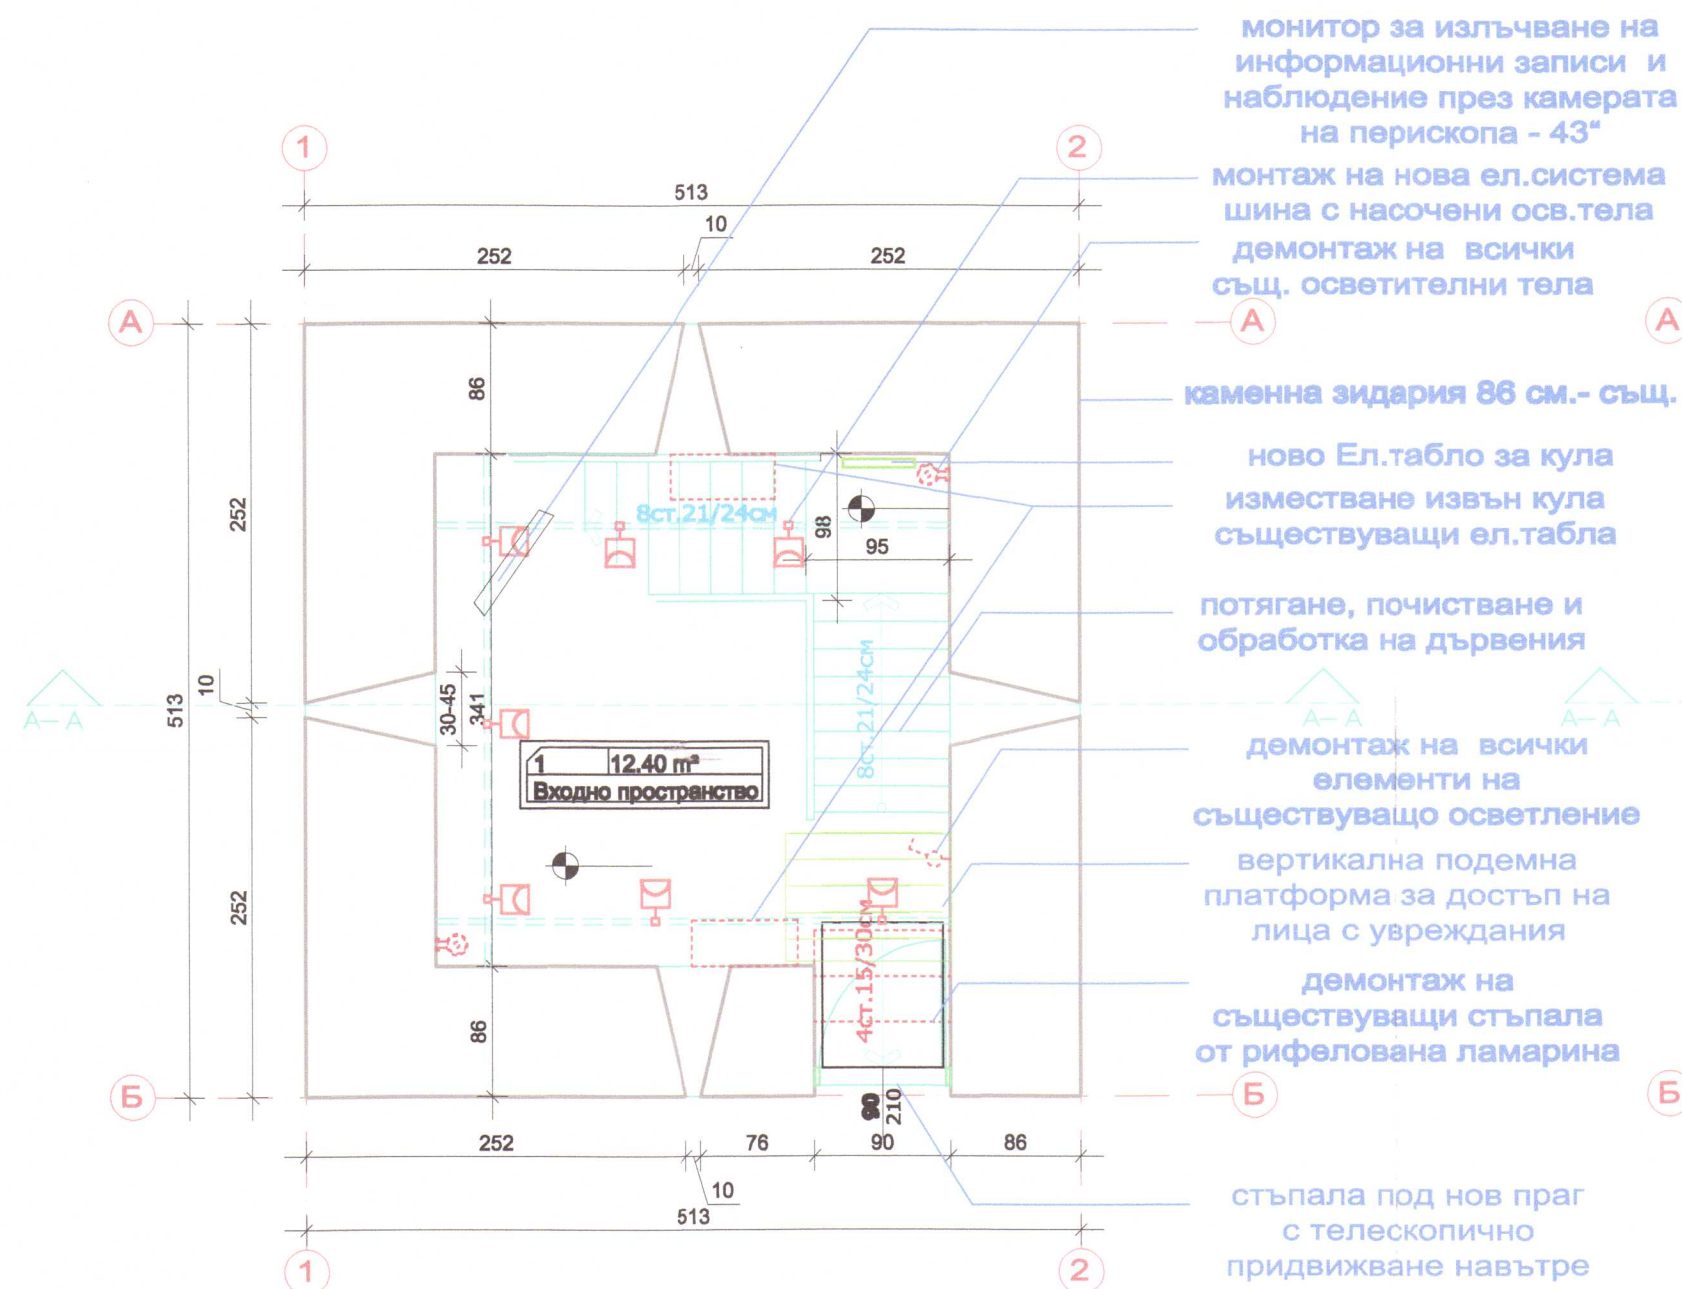 монитор за излъчване на
информационни записи и
наблюдение през камерата
на перископа - 43“
монтаж на нова ел.система
шина с насочени осв.тела
демонтаж на всички
същ. осветителни тела
каменна зидария 86 см.- същ.
ново Ел.табло за кула
изместване извън кула
съществуващи ел.табла
потягане, почистване и
обработка на дървения
демонтаж на всички
елементи на
съществуващо осветление
вертикална подемна
платформа за достъп на
лица с увреждания
демонтаж на
съществуващи стъпала
от рифелована ламарина
стъпала под нов праг
с телескопично
придвижване навътре
1
2
513
10
252
252
А
А
А
86
252
8ст.21/24см
98
95
10
513
30-45
341
8ст.21/24см
А-А
А-А
А-А
1
12.40 m²
Входно пространство
252
4ст.15/30см
86
Б
Б
Б
90
210
252
76
90
86
10
513
1
2